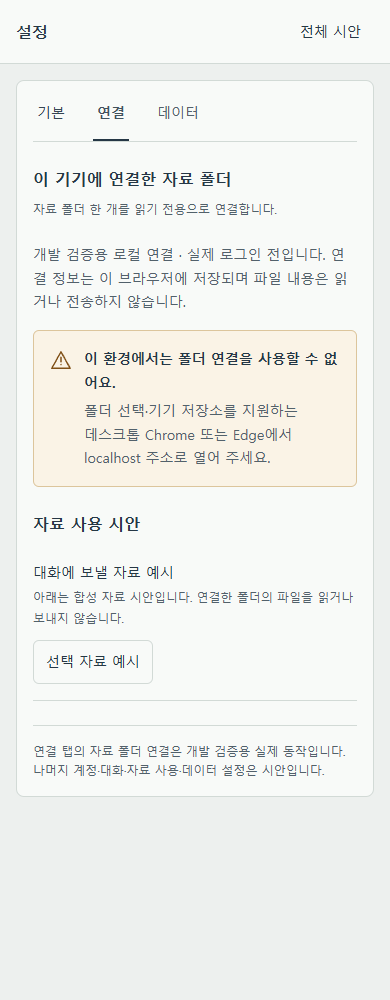 설정
전체 시안
기본
연결
데이터
이 기기에 연결한 자료 폴더
자료 폴더 한 개를 읽기 전용으로 연결합니다.
개발 검증용 로컬 연결 · 실제 로그인 전입니다. 연
결 정보는 이 브라우저에 저장되며 파일 내용은 읽
거나 전송하지 않습니다.
이 환경에서는 폴더 연결을 사용할 수 없
어요.
폴더 선택·기기 저장소를 지원하는
데스크톱 Chrome 또는 Edge에서
localhost 주소로 열어 주세요.
자료 사용 시안
대화에 보낼 자료 예시
아래는 합성 자료 시안입니다. 연결한 폴더의 파일을 읽거나
보내지 않습니다.
선택 자료 예시
연결 탭의 자료 폴더 연결은 개발 검증용 실제 동작입니다.
나머지 계정·대화·자료 사용·데이터 설정은 시안입니다.